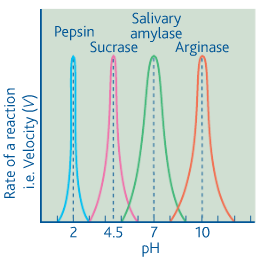 Salivary
amylase
Pepsin
Sucrase
Arginase
Rate of a reaction
i.e. Velocity (V)
2 4.5 7 10
pH